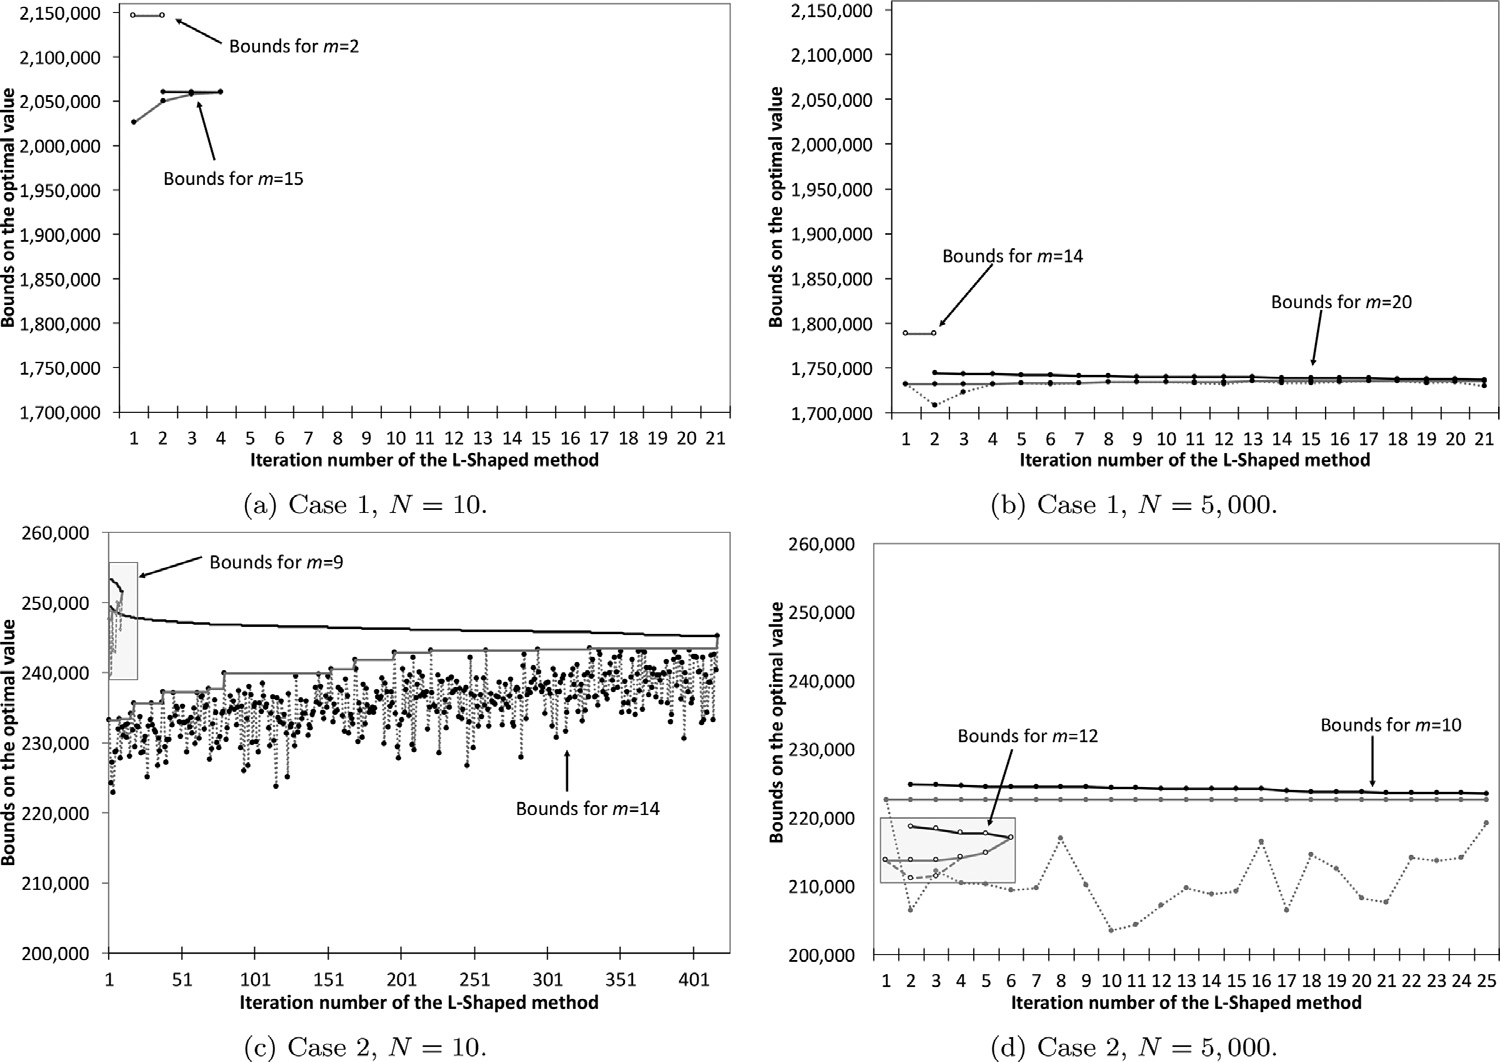 Bounds on the optimal value
2,150,000
2,100,000
2,050,000
2,000,000
1,950,000
1,900,000
1,850,000
1,800,000
1,750,000
1,700,000
Bounds for m=2
Bounds for m=15
1 2 3 4 5 6 7 8 9 10 11 12 13 14 15 16 17 18 19 20 21
Iteration number of the L-Shaped method
(a) Case 1, N = 10.
Bounds on the optimal value
2,150,000
2,100,000
2,050,000
2,000,000
1,950,000
1,900,000
1,850,000
1,800,000
1,750,000
1,700,000
Bounds for m=14
Bounds for m=20
1 2 3 4 5 6 7 8 9 10 11 12 13 14 15 16 17 18 19 20 21
Iteration number of the L-Shaped method
(b) Case 1, N = 5,000.
Bounds on the optimal value
260,000
250,000
240,000
230,000
220,000
210,000
200,000
Bounds for m=9
Bounds for m=14
1 51 101 151 201 251 301 351 401
Iteration number of the L-Shaped method
(c) Case 2, N = 10.
Bounds on the optimal value
260,000
250,000
240,000
230,000
220,000
210,000
200,000
Bounds for m=12
Bounds for m=10
1 2 3 4 5 6 7 8 9 10 11 12 13 14 15 16 17 18 19 20 21 22 23 24 25
Iteration number of the L-Shaped method
(d) Case 2, N = 5,000.